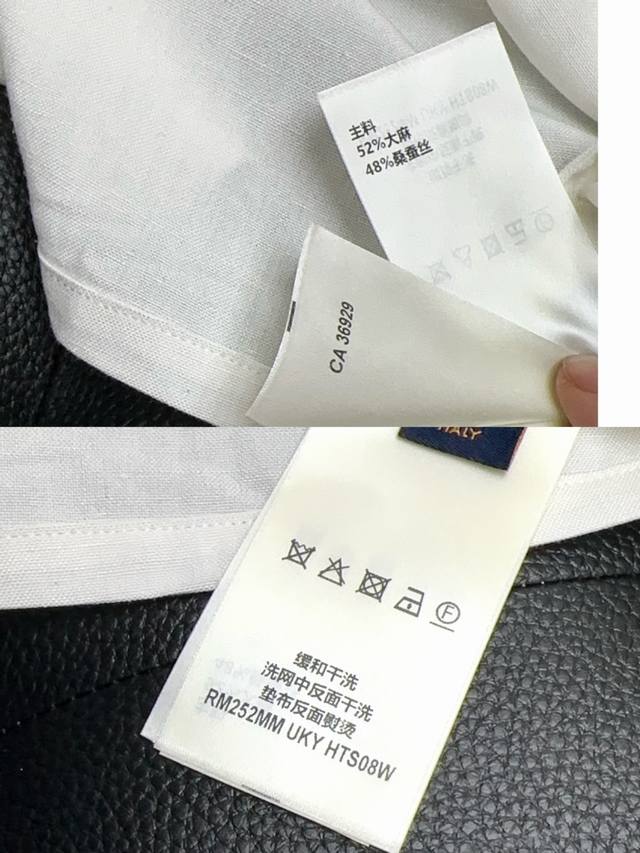 主料
52%大麻
48%桑蚕丝
CA 36929
ITALY
F
缓和干洗
洗网中反面干洗
垫布反面熨烫
RM252MM UKY HTS08W